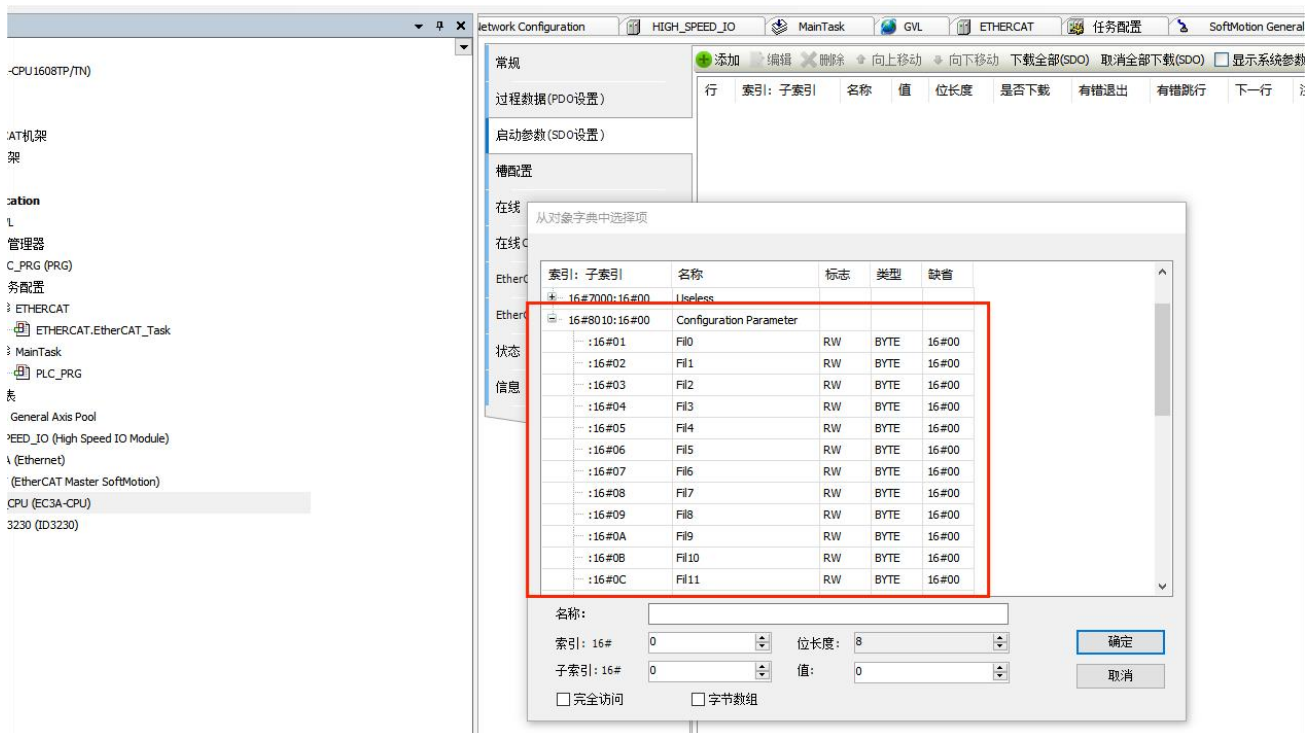 Network Configuration HIGH_SPEED_IO MainTask GVL ETHERCAT 任务配置 SoftMotion General
-CPU1608TP/TN)
CAT机架
架
cation
VL
管理器
C_PRG (PRG)
务配置
ETHERCAT
ETHERCAT.EtherCAT_Task
MainTask
PLC_PRG
表
General Axis Pool
PEED_IO (High Speed IO Module)
A (Ethernet)
(EtherCAT Master SoftMotion)
_CPU (EC3A-CPU)
3230 (ID3230)
常规
过程数据(PDO设置)
启动参数(SDO设置)
槽配置
在线
在线C
EtherC
EtherC
状态
信息
添加 编辑 删除 向上移动 向下移动 下载全部(SDO) 取消全部下载(SDO) 显示系统参数
行 索引: 子索引 名称 值 位长度 是否下载 有错退出 有错跳行 下一行
从对象字典中选择项
索引: 子索引 名称 标志 类型 缺省
16#7000:16#00 Useless
16#8010:16#00 Configuration Parameter
:16#01 Fil0 RW BYTE 16#00
:16#02 Fil1 RW BYTE 16#00
:16#03 Fil2 RW BYTE 16#00
:16#04 Fil3 RW BYTE 16#00
:16#05 Fil4 RW BYTE 16#00
:16#06 Fil5 RW BYTE 16#00
:16#07 Fil6 RW BYTE 16#00
:16#08 Fil7 RW BYTE 16#00
:16#09 Fil8 RW BYTE 16#00
:16#0A Fil9 RW BYTE 16#00
:16#0B Fil10 RW BYTE 16#00
:16#0C Fil11 RW BYTE 16#00
名称:
索引: 16# 0 位长度: 8 确定
子索引: 16# 0 值: 0 取消
完全访问 字节数组